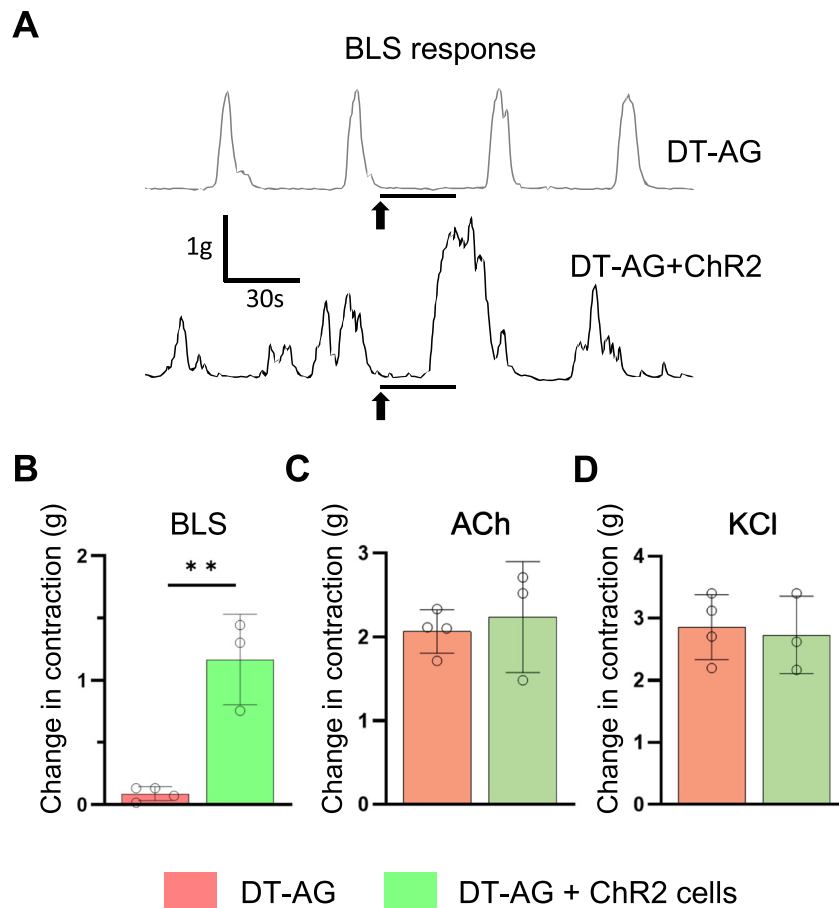 A
BLS response
DT-AG
1g
30s
DT-AG+ChR2
B
C
D
BLS
ACh
KCl
Change in contraction (g)
2
1
0
**
Change in contraction (g)
3
2
1
0
Change in contraction (g)
4
3
2
1
0
DT-AG
DT-AG + ChR2 cells